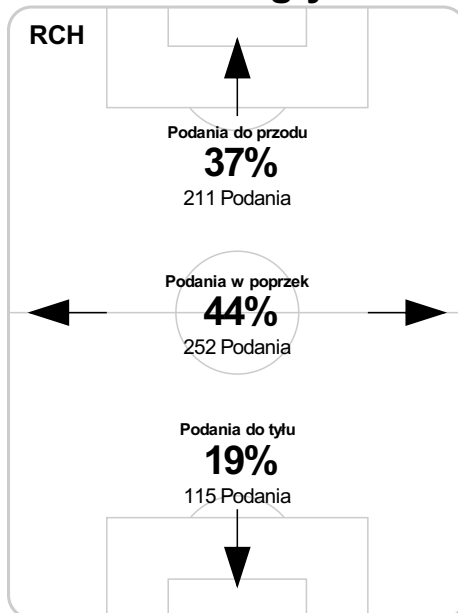 RCH
Podania do przodu
37%
211 Podania
Podania w poprzek
44%
252 Podania
Podania do tyłu
19%
115 Podania